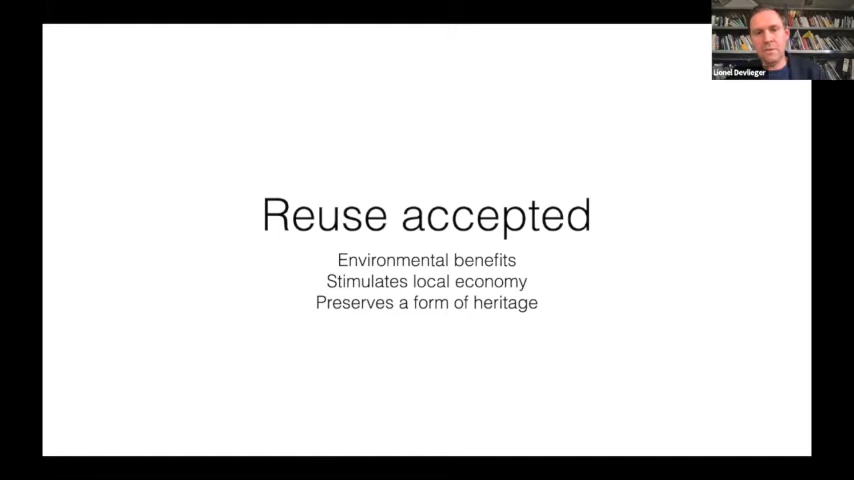 Lionel Devlieger
Reuse accepted
Environmental benefits
Stimulates local economy
Preserves a form of heritage